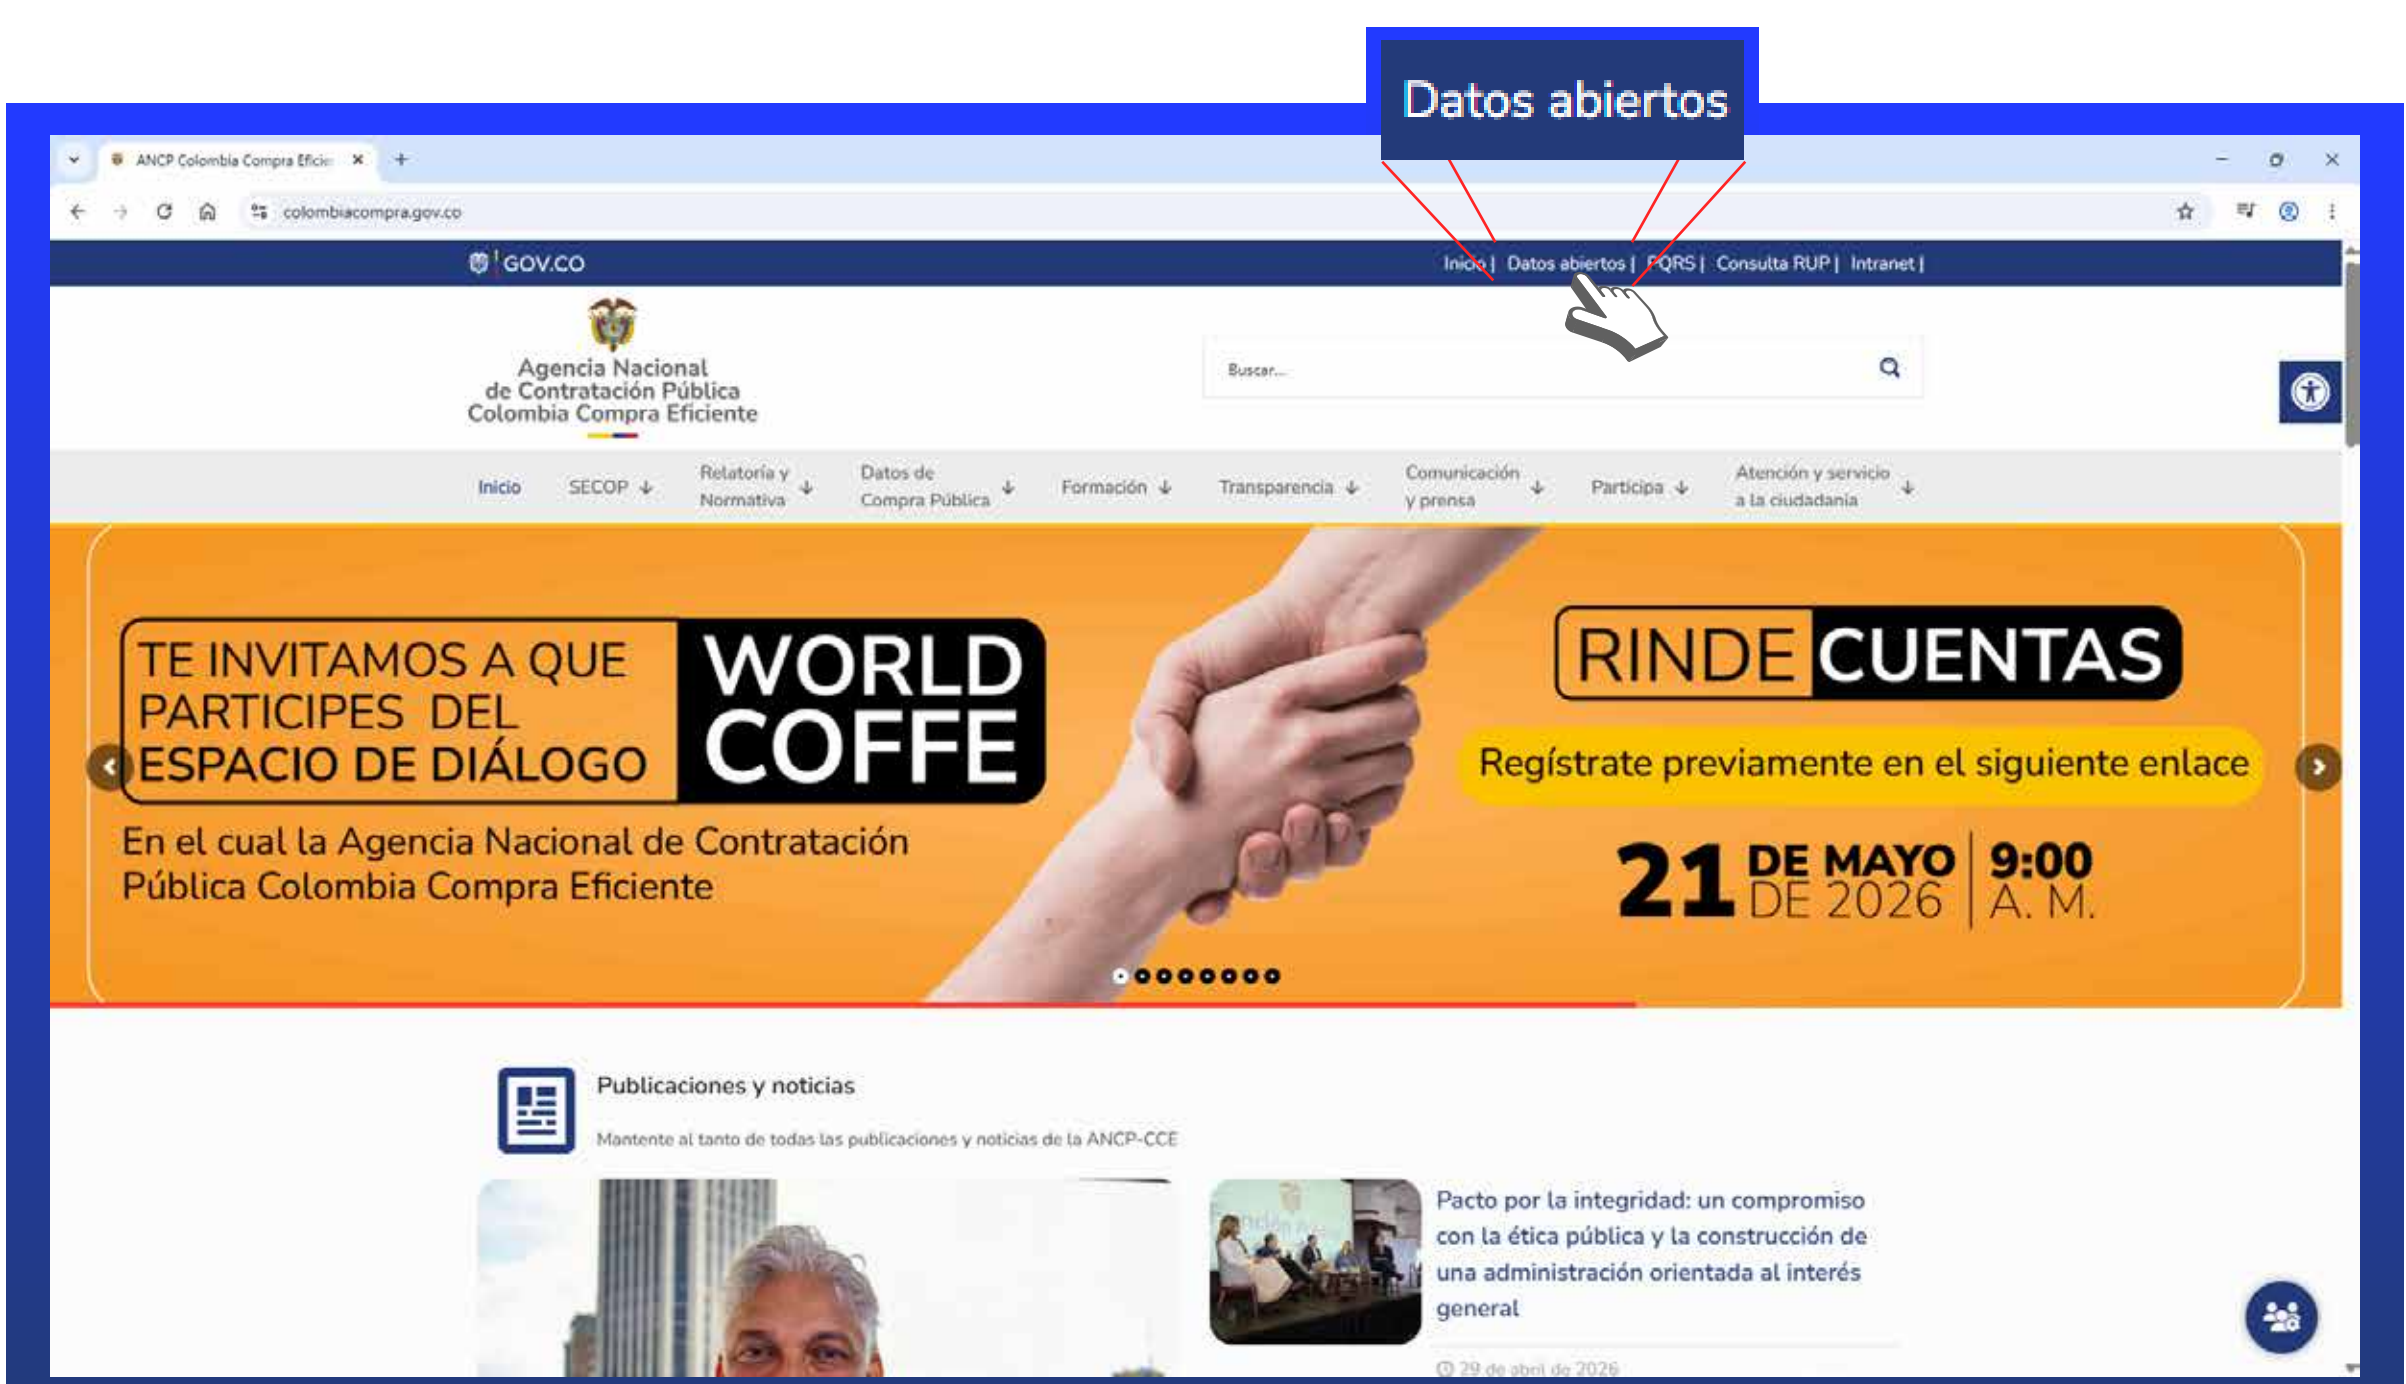 Datos abiertos
ANCP Colombia Compra Eficie
colombiacompra.gov.co
GOV.CO
Inicio | Datos abiertos | PQRS | Consulta RUP | Intranet |
Agencia Nacional
de Contratación Pública
Colombia Compra Eficiente
Buscar...
Inicio
SECOP
Relatoría y
Normativa
Datos de
Compra Pública
Formación
Transparencia
Comunicación
y prensa
Participa
Atención y servicio
a la ciudadanía
TE INVITAMOS A QUE
PARTICIPES DEL
ESPACIO DE DIÁLOGO
WORLD
COFFE
En el cual la Agencia Nacional de Contratación
Pública Colombia Compra Eficiente
RINDE CUENTAS
Regístrate previamente en el siguiente enlace
21 DE MAYO
DE 2026
9:00
A. M.
Publicaciones y noticias
Mantente al tanto de todas las publicaciones y noticias de la ANCP-CCE
Pacto por la integridad: un compromiso
con la ética pública y la construcción de
una administración orientada al interés
general
29 de abril de 2026